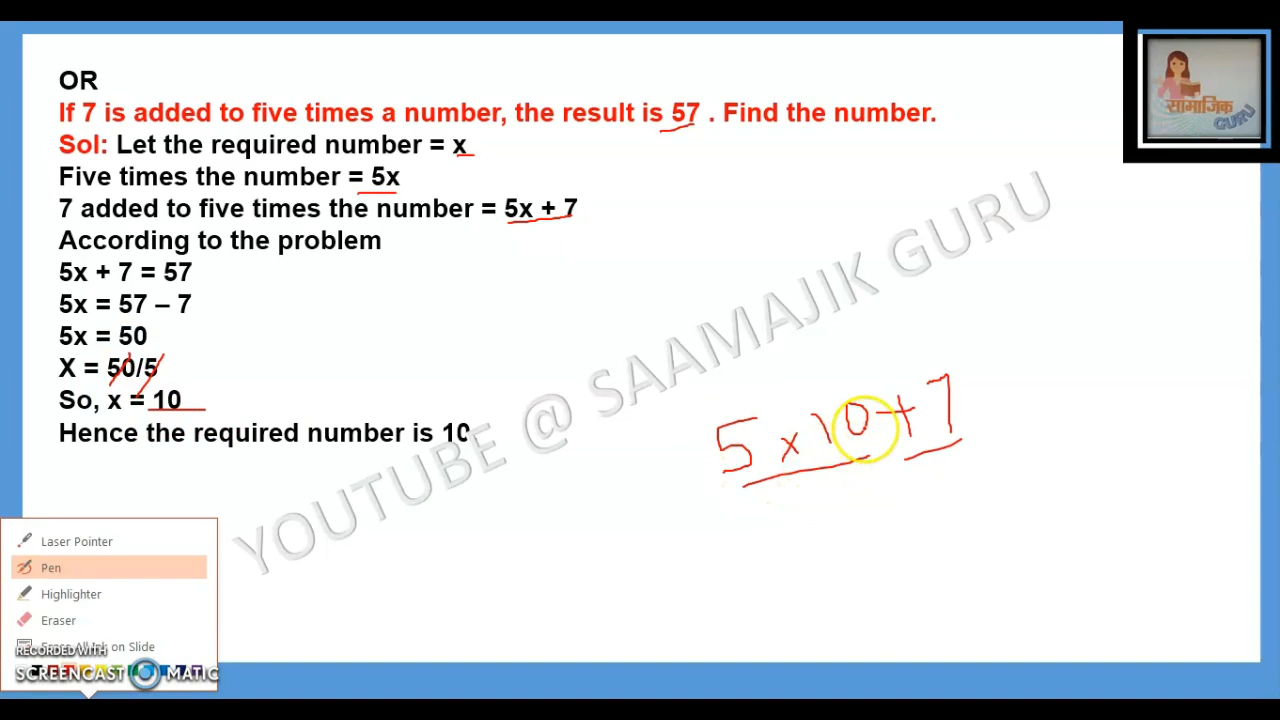 OR
If 7 is added to five times a number, the result is 57 . Find the number.
Sol: Let the required number = x
Five times the number = 5x
7 added to five times the number = 5x + 7
According to the problem
5x + 7 = 57
5x = 57 – 7
5x = 50
X = 50/5
So, x = 10
Hence the required number is 10
5 x 10 + 7
YOUTUBE @ SAAMAJIK GURU
सामाजिक
GURU
Laser Pointer
Pen
Highlighter
Eraser
Erase All Ink on Slide
RECORDED WITH
SCREENCAST MATIC